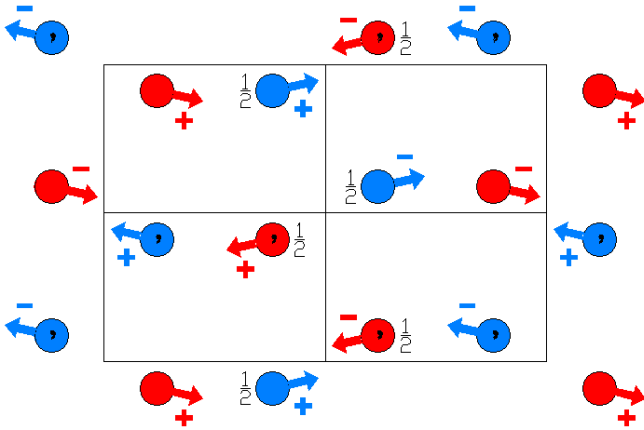 − − −
, , 1/2 ,
1/2
+ + +
− − −
1/2
, , 1/2 ,
+ + +
− − −
, , 1/2 ,
1/2
+ + +